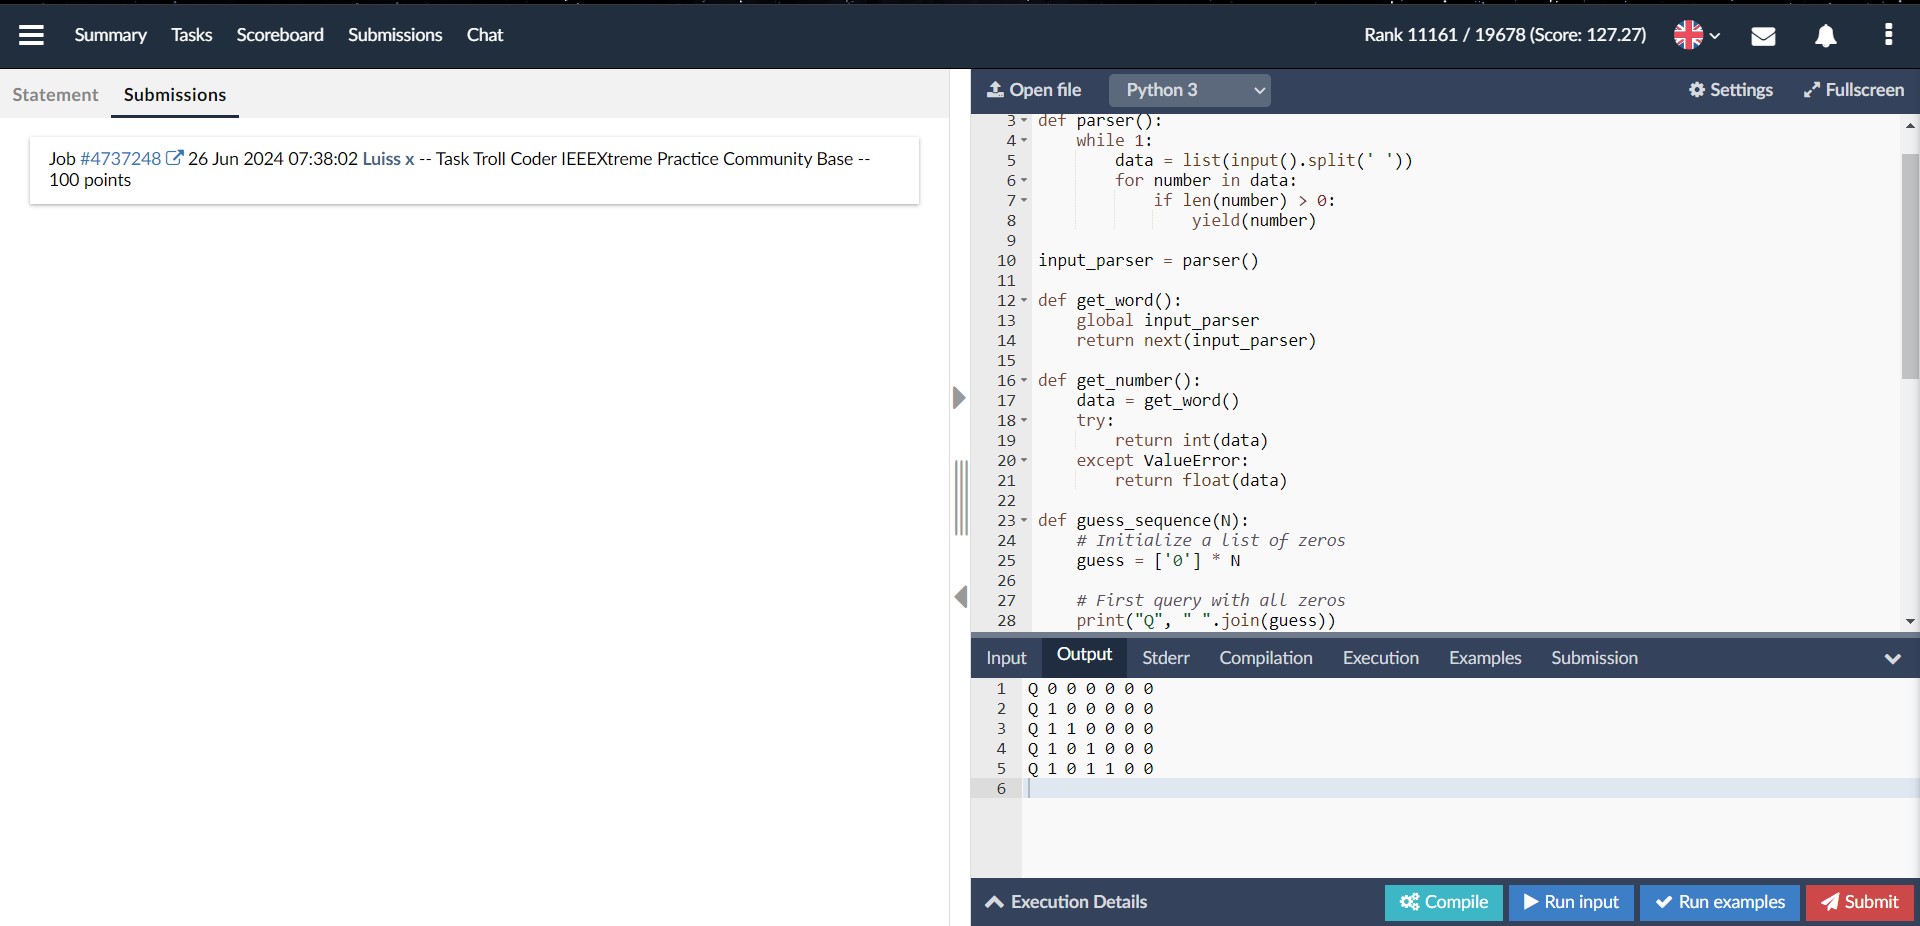 Summary Tasks Scoreboard Submissions Chat Rank 11161 / 19678 (Score: 127.27)
Statement Submissions
Job #4737248 26 Jun 2024 07:38:02 Luiss x -- Task Troll Coder IEEEXtreme Practice Community Base --
100 points
Open file Python 3 Settings Fullscreen
3 def parser():
4 while 1:
5 data = list(input().split(' '))
6 for number in data:
7 if len(number) > 0:
8 yield(number)
9
10 input_parser = parser()
11
12 def get_word():
13 global input_parser
14 return next(input_parser)
15
16 def get_number():
17 data = get_word()
18 try:
19 return int(data)
20 except ValueError:
21 return float(data)
22
23 def guess_sequence(N):
24 # Initialize a list of zeros
25 guess = ['0'] * N
26
27 # First query with all zeros
28 print("Q", " ".join(guess))
Input Output Stderr Compilation Execution Examples Submission
1 Q 0 0 0 0 0 0
2 Q 1 0 0 0 0 0
3 Q 1 1 0 0 0 0
4 Q 1 0 1 0 0 0
5 Q 1 0 1 1 0 0
6
Execution Details Compile Run input Run examples Submit